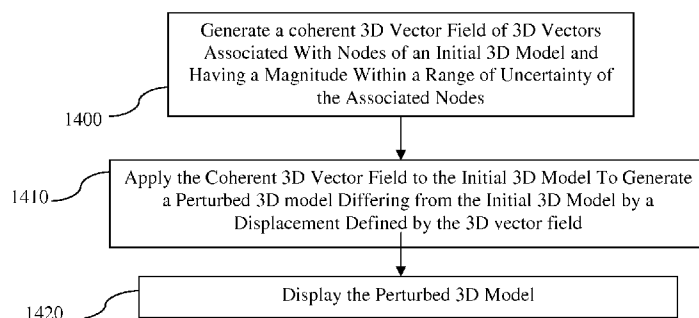 Generate a coherent 3D Vector Field of 3D Vectors
Associated With Nodes of an Initial 3D Model and
Having a Magnitude Within a Range of Uncertainty of
the Associated Nodes
1400
Apply the Coherent 3D Vector Field to the Initial 3D Model To Generate
a Perturbed 3D model Differing from the Initial 3D Model by a
Displacement Defined by the 3D vector field
1410
Display the Perturbed 3D Model
1420